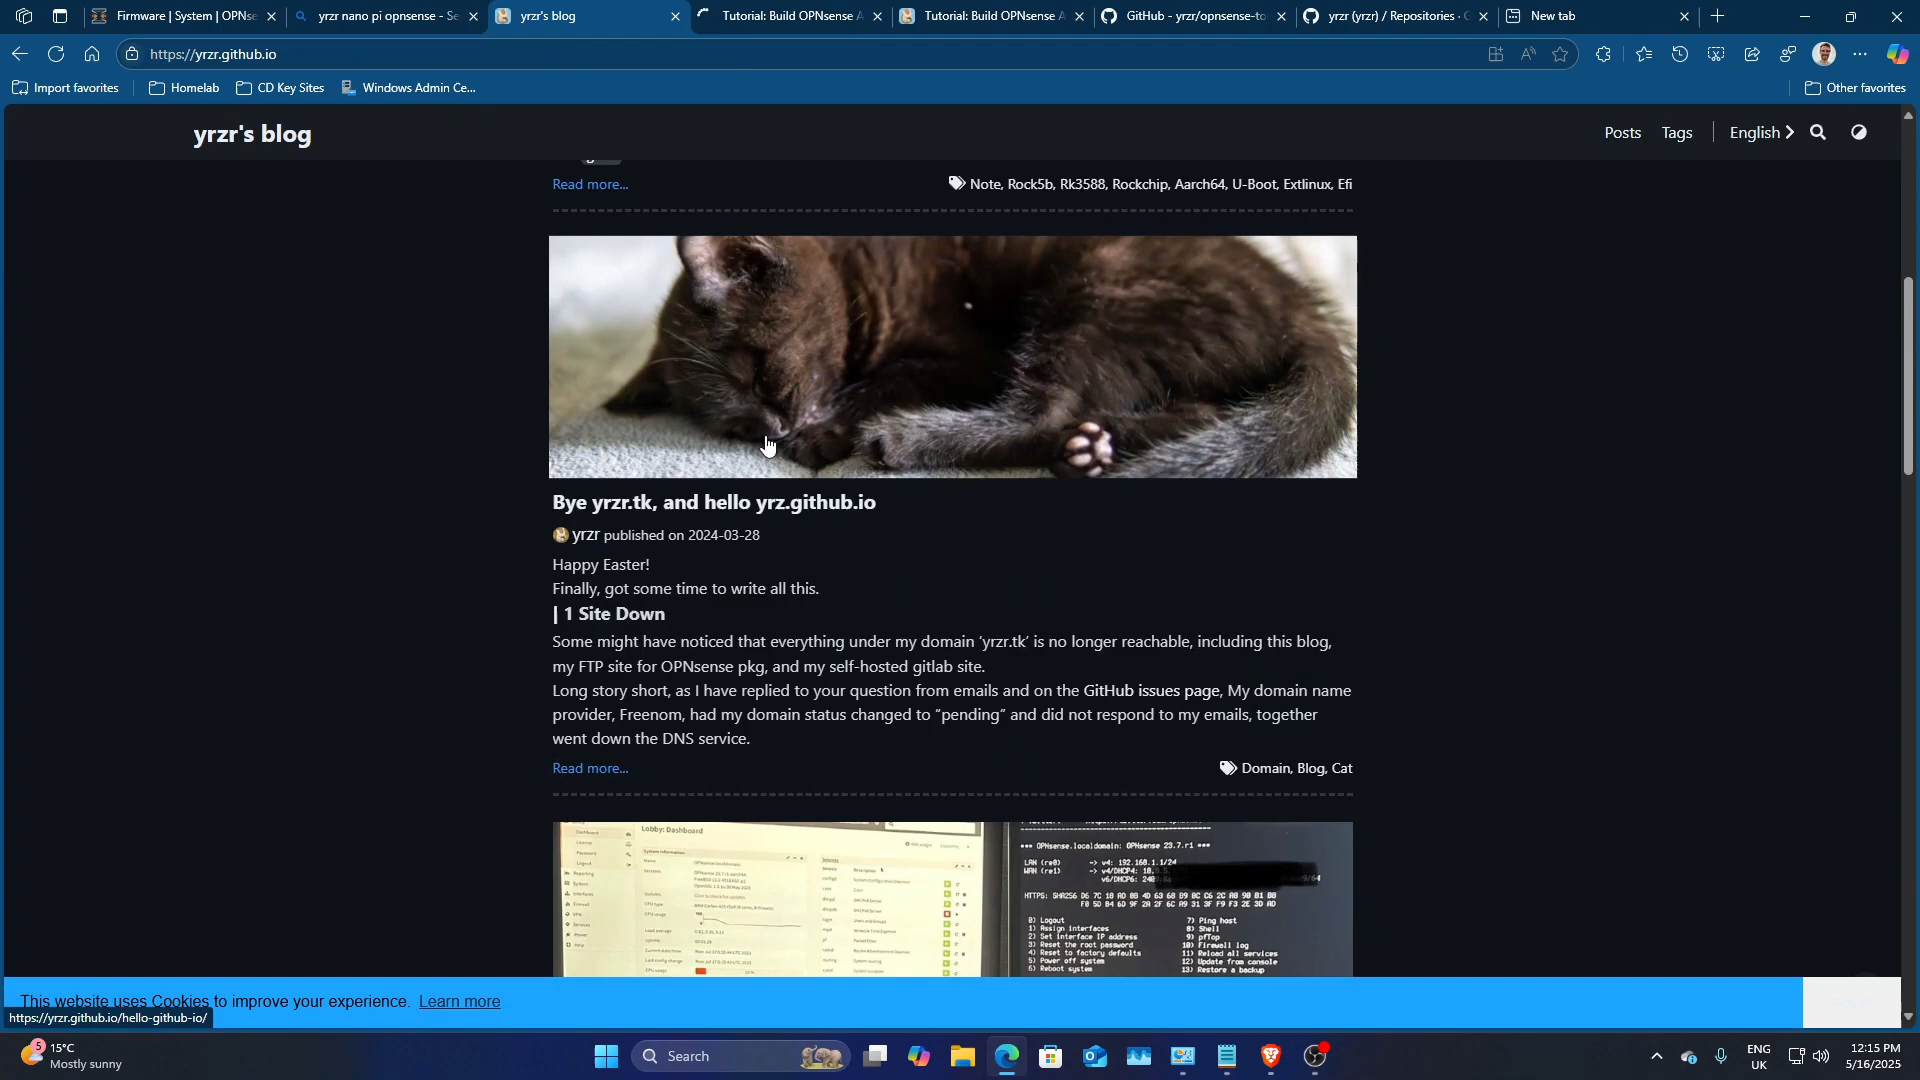 Firmware | System | OPNse
yrzr nano pi opnsense - Se
yrzr's blog
Tutorial: Build OPNsense A
Tutorial: Build OPNsense A
GitHub - yrzr/opnsense-to
yrzr (yrzr) / Repositories · G
New tab
https://yrzr.github.io
Import favorites
Homelab
CD Key Sites
Windows Admin Ce...
Other favorites
yrzr's blog
Posts
Tags
English
Read more...
Note, Rock5b, Rk3588, Rockchip, Aarch64, U-Boot, Extlinux, Efi
Bye yrzr.tk, and hello yrz.github.io
yrzr published on 2024-03-28
Happy Easter!
Finally, got some time to write all this.
| 1 Site Down
Some might have noticed that everything under my domain ‘yrzr.tk’ is no longer reachable, including this blog,
my FTP site for OPNsense pkg, and my self-hosted gitlab site.
Long story short, as I have replied to your question from emails and on the GitHub issues page, My domain name
provider, Freenom, had my domain status changed to “pending” and did not respond to my emails, together
went down the DNS service.
Read more...
Domain, Blog, Cat
Lobby: Dashboard
*** OPNsense.localdomain: OPNsense 23.7.r1 ***
LAN (re0) -> v4: 192.168.1.1/24
WAN (re1) -> v4/DHCP4: 10.
v6/DHCP6: 240
0) Logout
7) Ping host
1) Assign interfaces
8) Shell
2) Set interface IP address
9) pfTop
3) Reset the root password
10) Firewall log
4) Reset to factory defaults
11) Reload all services
5) Power off system
12) Update from console
6) Reboot system
13) Restore a backup
This website uses Cookies to improve your experience. Learn more
https://yrzr.github.io/hello-github-io/
5
15°C
Mostly sunny
Search
ENG
UK
12:15 PM
5/16/2025